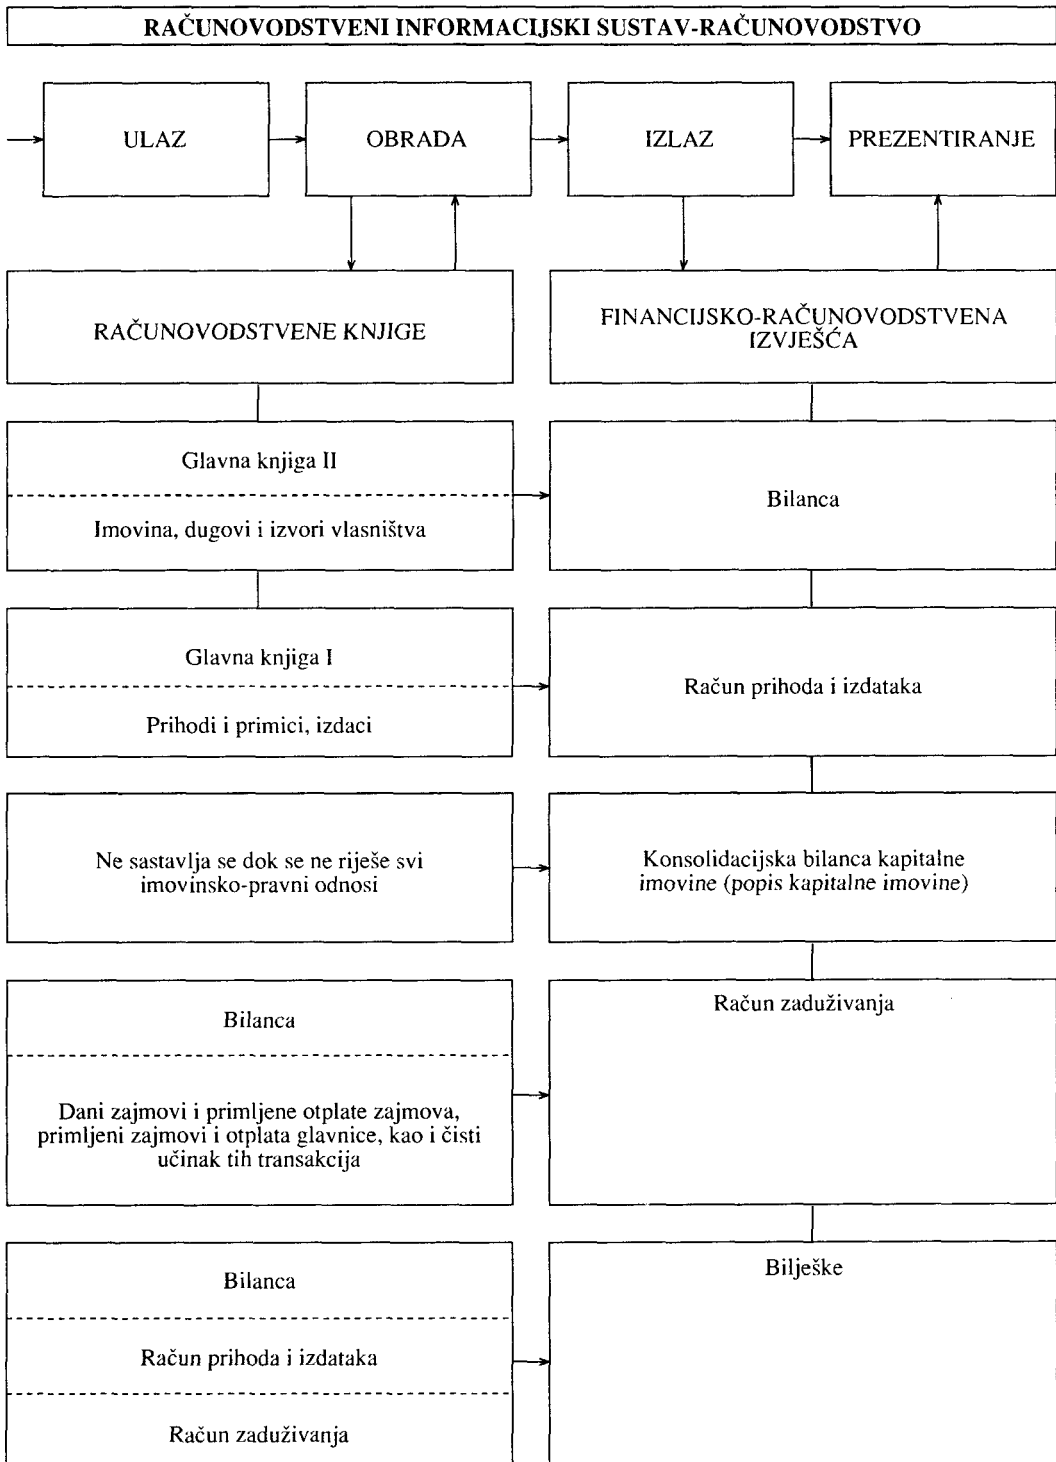 RAČUNOVODSTVENI INFORMACIJSKI SUSTAV-RAČUNOVODSTVO
ULAZ
OBRADA
IZLAZ
PREZENTIRANJE
RAČUNOVODSTVENE KNJIGE
FINANCIJSKO-RAČUNOVODSTVENA
IZVJEŠĆA
Glavna knjiga II
Imovina, dugovi i izvori vlasništva
Bilanca
Glavna knjiga I
Prihodi i primici, izdaci
Račun prihoda i izdataka
Ne sastavlja se dok se ne riješe svi
imovinsko-pravni odnosi
Konsolidacijska bilanca kapitalne
imovine (popis kapitalne imovine)
Bilanca
Dani zajmovi i primljene otplate zajmova,
primljeni zajmovi i otplata glavnice, kao i čisti
učinak tih transakcija
Račun zaduživanja
Bilanca
Račun prihoda i izdataka
Račun zaduživanja
Bilješke